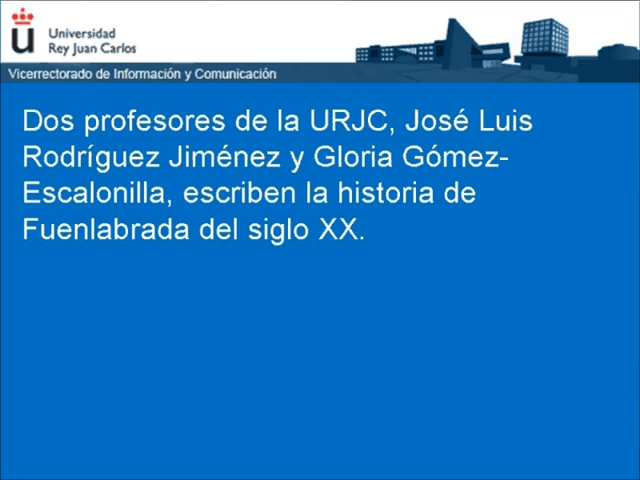 Universidad
Rey Juan Carlos
Vicerrectorado de Información y Comunicación
Dos profesores de la URJC, José Luis
Rodríguez Jiménez y Gloria Gómez-
Escalonilla, escriben la historia de
Fuenlabrada del siglo XX.